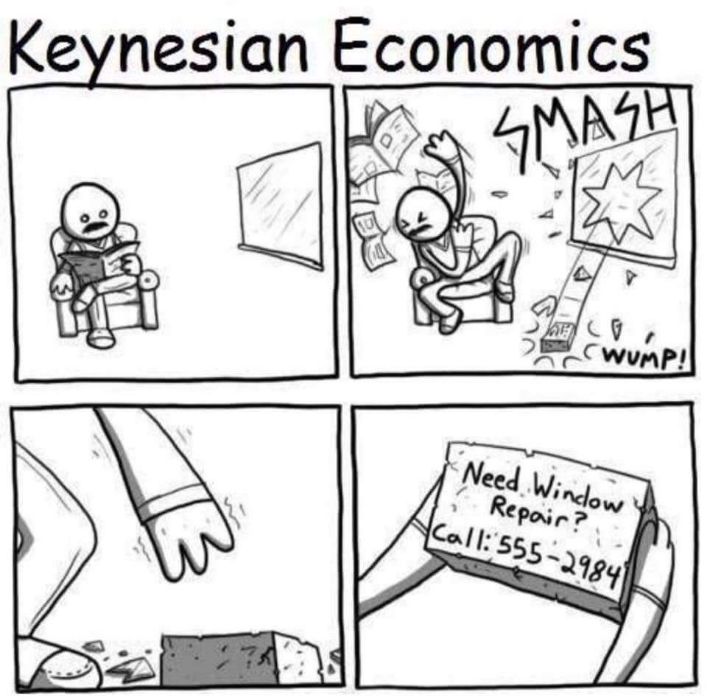 Keynesian Economics
SMASH
WUMP!
Need Window
Repair?
Call: 555-2984